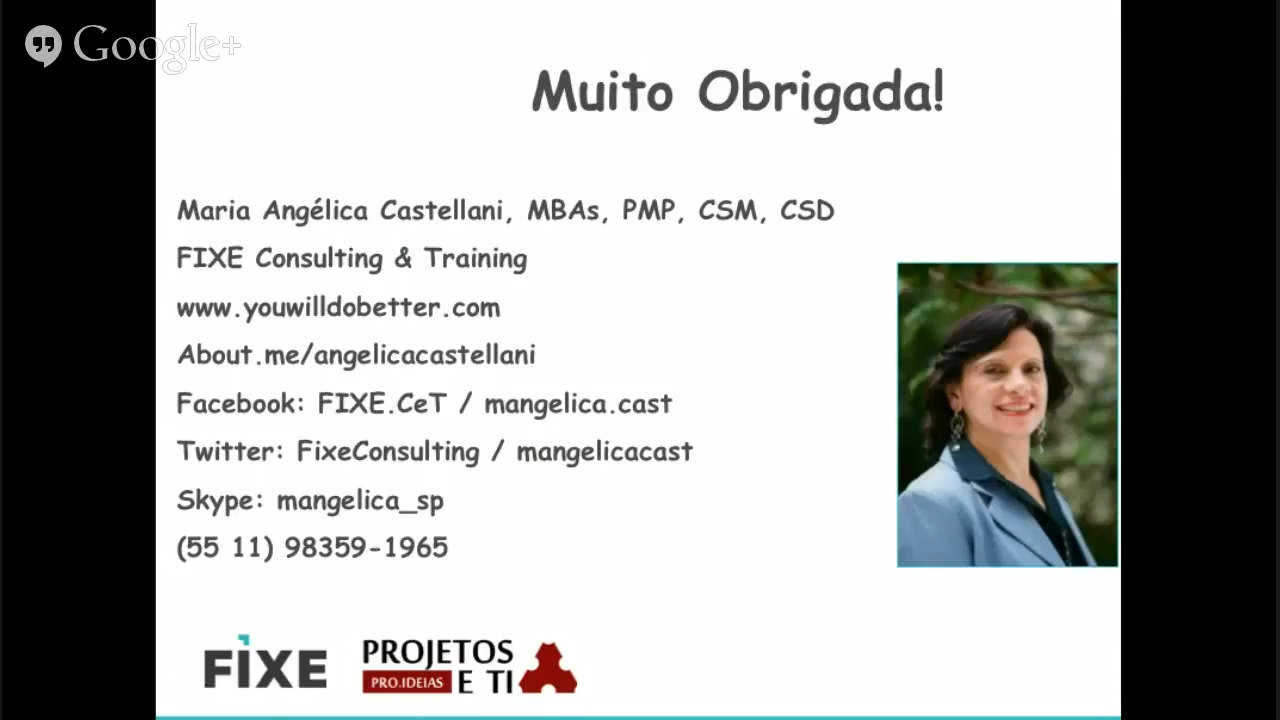 Google+
Muito Obrigada!
Maria Angélica Castellani, MBAs, PMP, CSM, CSD
FIXE Consulting & Training
www.youwilldobetter.com
About.me/angelicacastellani
Facebook: FIXE.CeT / mangelica.cast
Twitter: FixeConsulting / mangelicacast
Skype: mangelica_sp
(55 11) 98359-1965
FIXE
PROJETOS
PRO.IDEIAS E TI